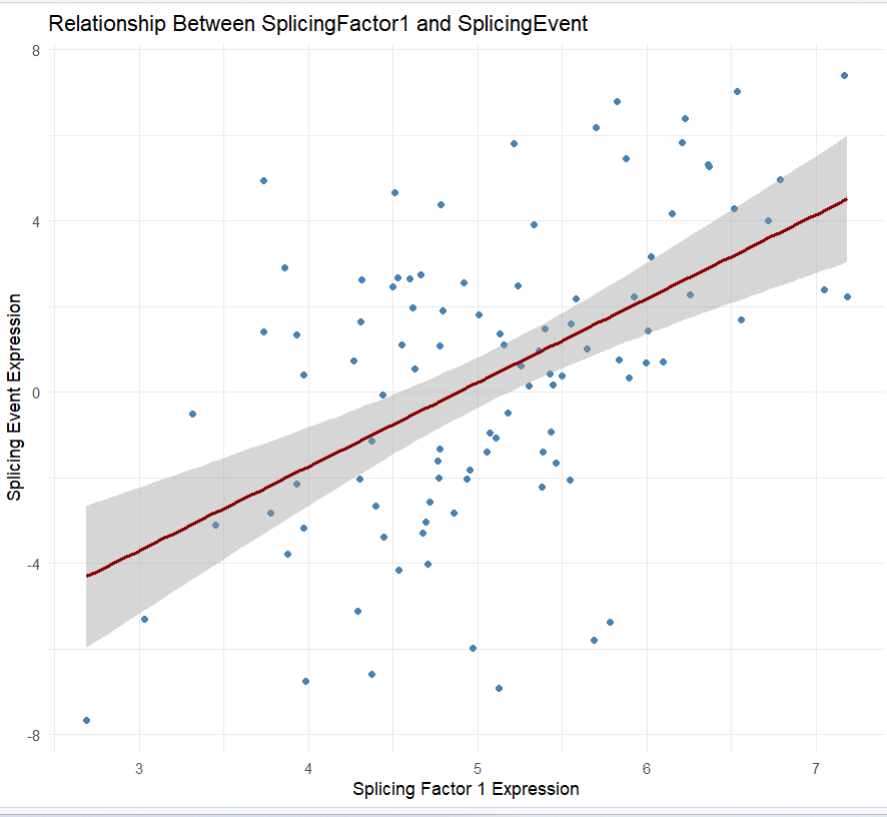 Relationship Between SplicingFactor1 and SplicingEvent
8
4
0
-4
-8
Splicing Event Expression
3 4 5 6 7
Splicing Factor 1 Expression